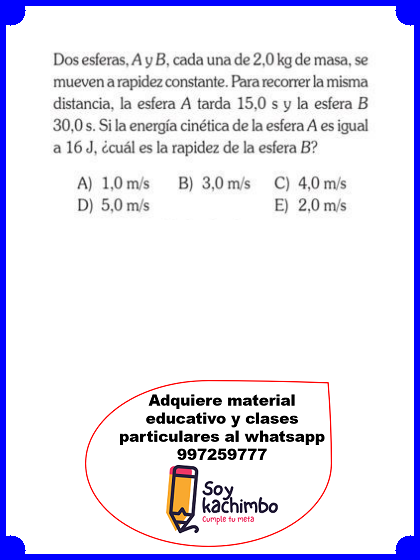 Dos esferas, A y B, cada una de 2,0 kg de masa, se
mueven a rapidez constante. Para recorrer la misma
distancia, la esfera A tarda 15,0 s y la esfera B
30,0 s. Si la energía cinética de la esfera A es igual
a 16 J, ¿cuál es la rapidez de la esfera B?
A) 1,0 m/s B) 3,0 m/s C) 4,0 m/s
D) 5,0 m/s E) 2,0 m/s
Adquiere material
educativo y clases
particulares al whatsapp
997259777
Soy
kachimbo
Cumple tu meta